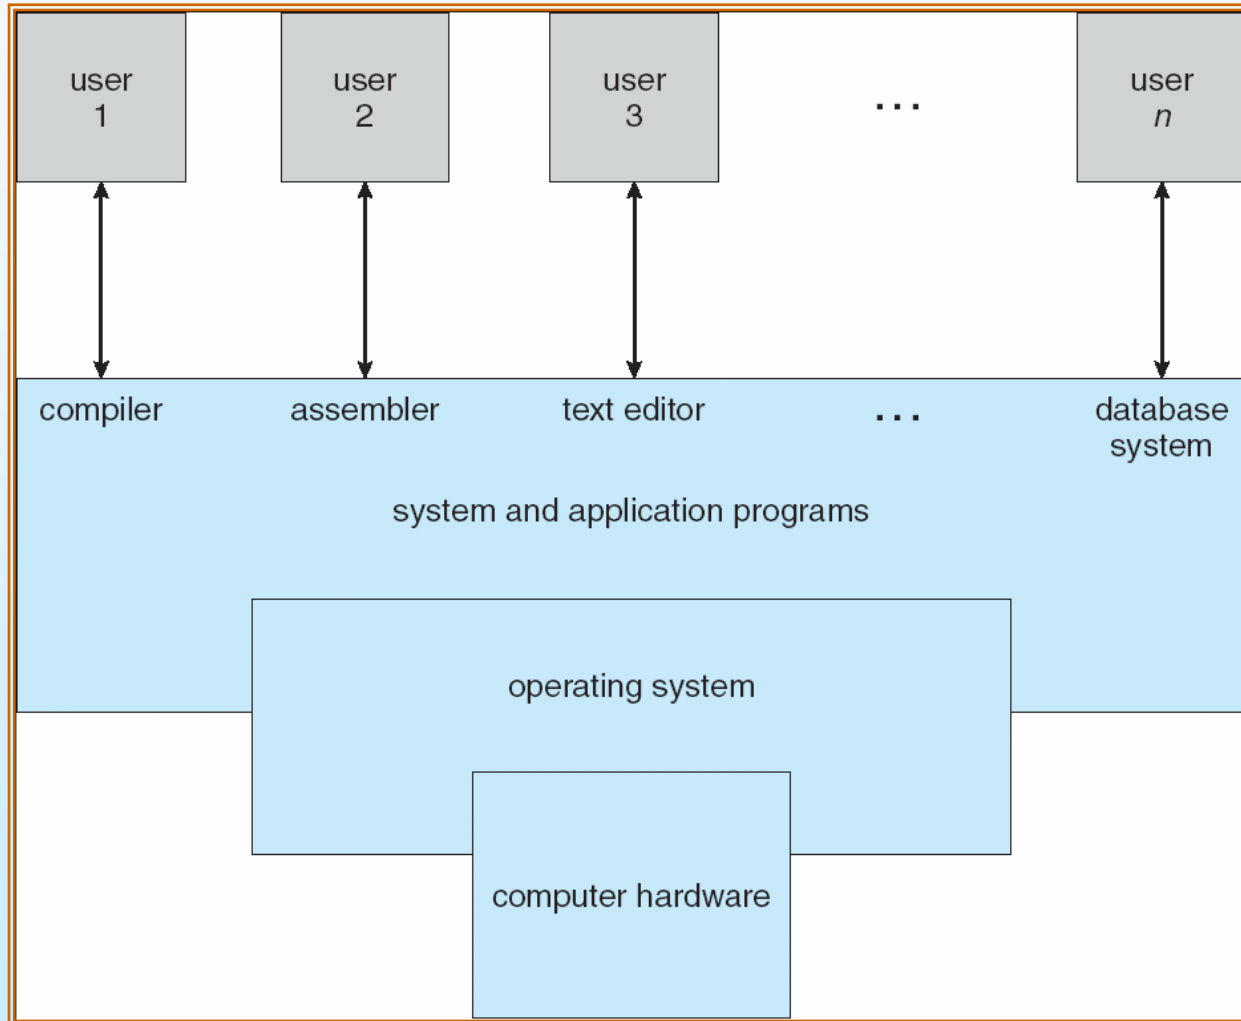 user
1
user
2
user
3
...
user
n
compiler
assembler
text editor
...
database
system
system and application programs
operating system
computer hardware